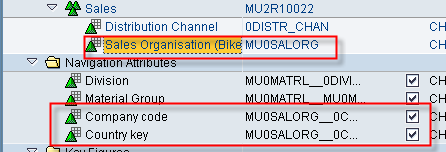 Sales MU2R10022
Distribution Channel 0DISTR_CHAN CH
Sales Organisation (Bike MU0SALORG CH
Navigation Attributes
Division MU0MATRL__0DIVI... CH
Material Group MU0MATRL__MU0M... CH
Company code MU0SALORG__0C... CH
Country key MU0SALORG__0C... CH
Key Figures